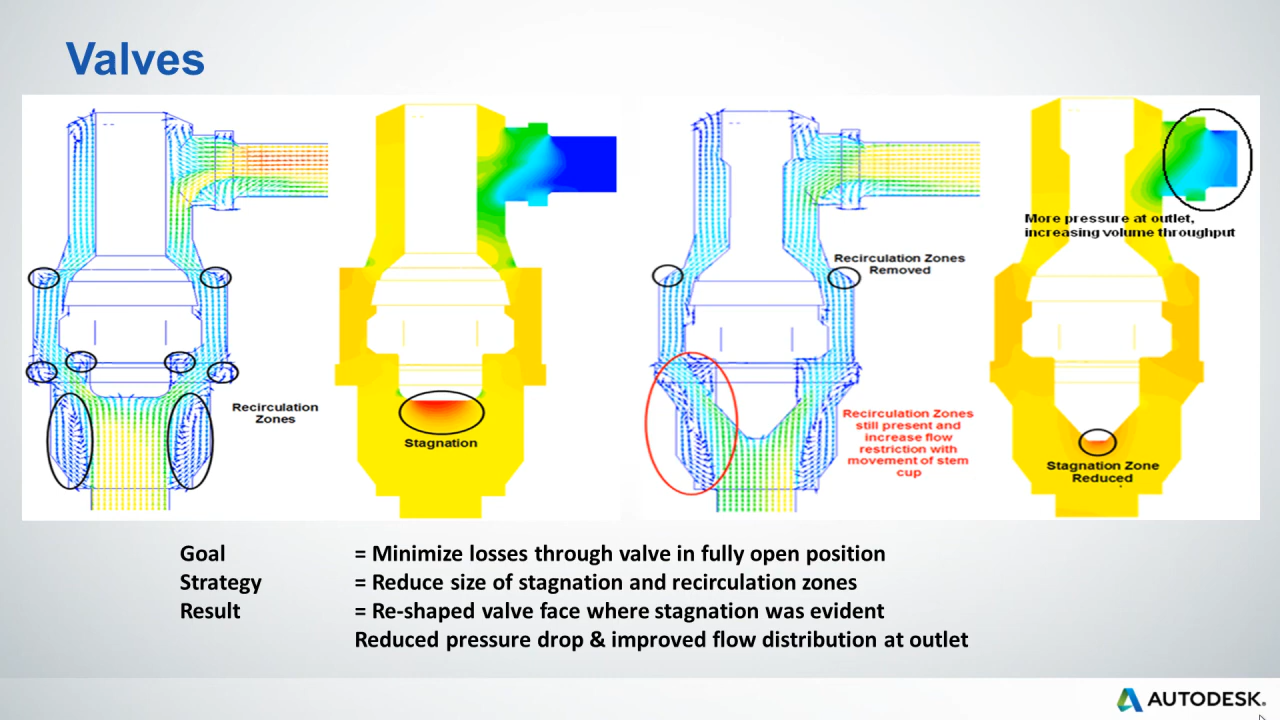 Valves
Recirculation
Zones
Stagnation
Recirculation Zones
Removed
Recirculation Zones
still present and
increase flow
restriction with
movement of stem
cup
More pressure at outlet,
increasing volume throughput
Stagnation Zone
Reduced
Goal = Minimize losses through valve in fully open position
Strategy = Reduce size of stagnation and recirculation zones
Result = Re-shaped valve face where stagnation was evident
Reduced pressure drop & improved flow distribution at outlet
AUTODESK.